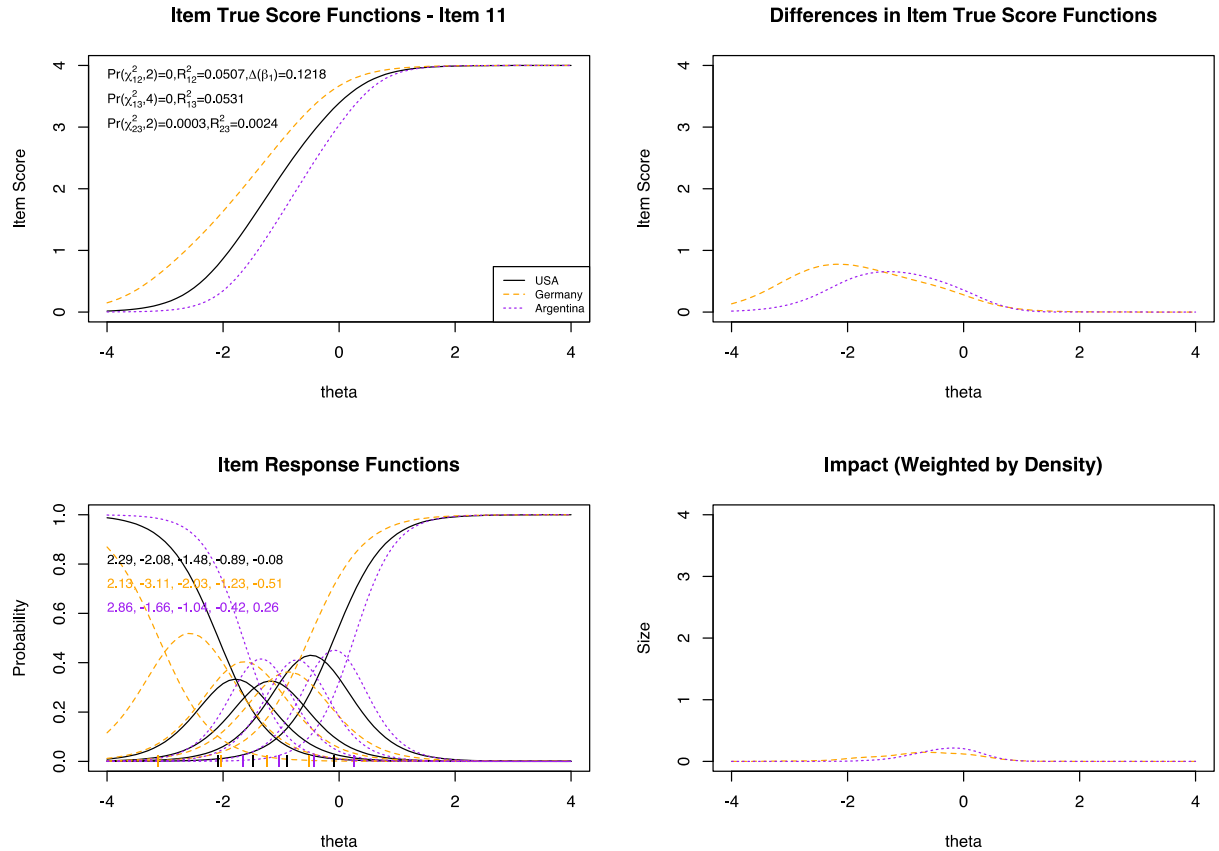 Item True Score Functions - Item 11
Pr(χ²₁₂,2)=0,R²₁₂=0.0507,Δ(β₁)=0.1218
Pr(χ²₁₃,4)=0,R²₁₃=0.0531
Pr(χ²₂₃,2)=0.0003,R²₂₃=0.0024
Item Score
0
1
2
3
4
USA
Germany
Argentina
-4
-2
0
2
4
theta
Differences in Item True Score Functions
Item Score
0
1
2
3
4
-4
-2
0
2
4
theta
Item Response Functions
2.29, -2.08, -1.48, -0.89, -0.08
2.13, -3.11, -2.03, -1.23, -0.51
2.86, -1.66, -1.04, -0.42, 0.26
Probability
0.0
0.2
0.4
0.6
0.8
1.0
-4
-2
0
2
4
theta
Impact (Weighted by Density)
Size
0
1
2
3
4
-4
-2
0
2
4
theta